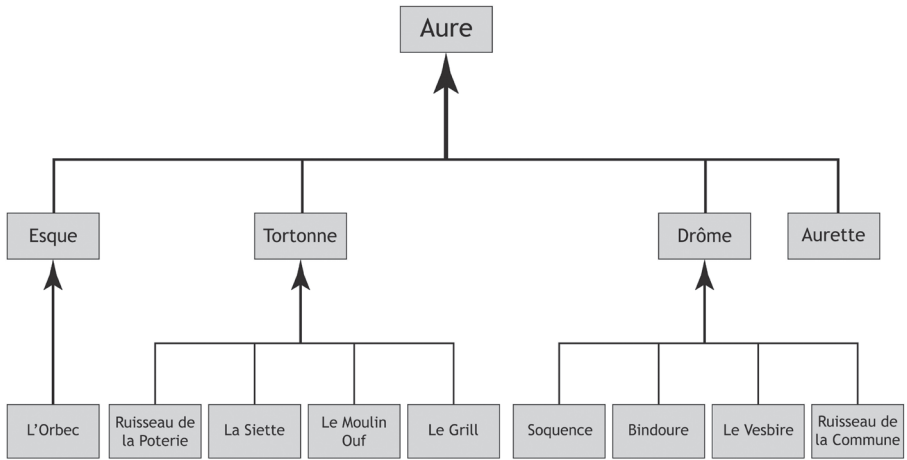 Aure
Esque
Tortonne
Drôme
Aurette
L'Orbec
Ruisseau de
la Poterie
La Siette
Le Moulin
Ouf
Le Grill
Soquence
Bindoure
Le Vesbire
Ruisseau de
la Commune